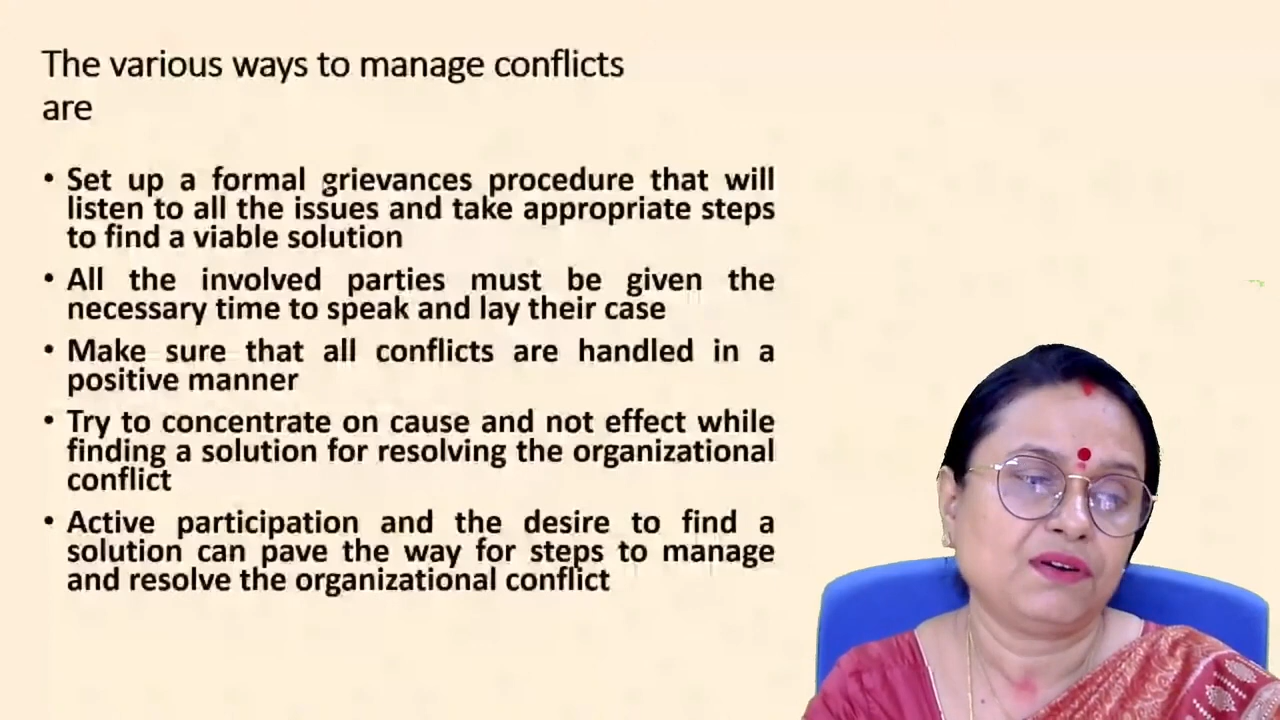 The various ways to manage conflicts
are
• Set up a formal grievances procedure that will
listen to all the issues and take appropriate steps
to find a viable solution
• All the involved parties must be given the
necessary time to speak and lay their case
• Make sure that all conflicts are handled in a
positive manner
• Try to concentrate on cause and not effect while
finding a solution for resolving the organizational
conflict
• Active participation and the desire to find a
solution can pave the way for steps to manage
and resolve the organizational conflict